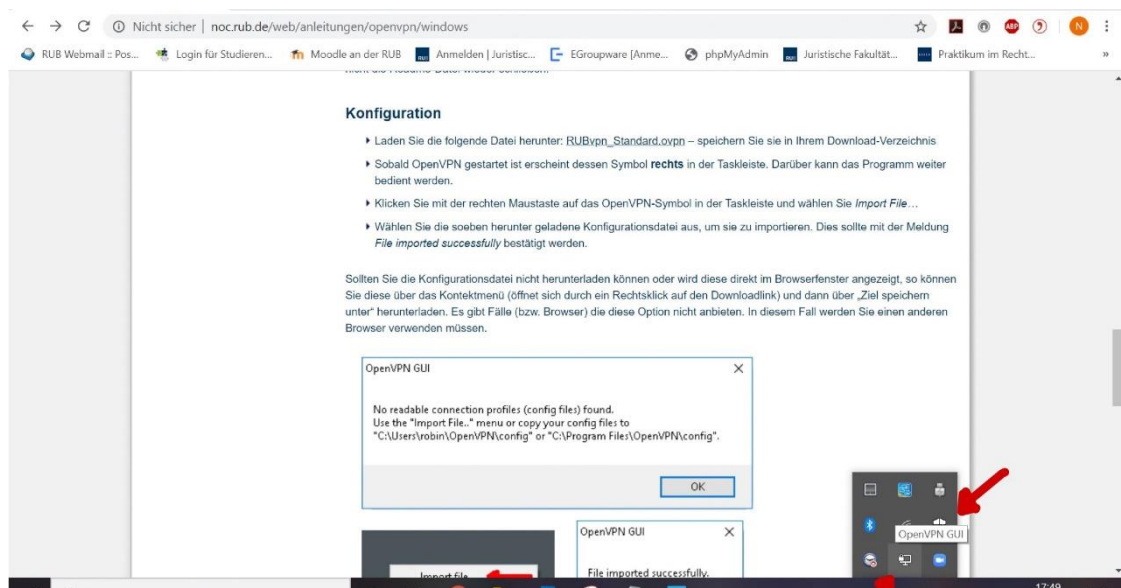 Nicht sicher | noc.rub.de/web/anleitungen/openvpn/windows
RUB Webmail :: Pos... Login für Studieren... Moodle an der RUB Anmelden | Juristisc... EGroupware [Anme... phpMyAdmin Juristische Fakultät... Praktikum im Recht... »
Konfiguration
Laden Sie die folgende Datei herunter: RUBvpn_Standard.ovpn – speichern Sie sie in Ihrem Download-Verzeichnis
Sobald OpenVPN gestartet ist erscheint dessen Symbol rechts in der Taskleiste. Darüber kann das Programm weiter
bedient werden.
Klicken Sie mit der rechten Maustaste auf das OpenVPN-Symbol in der Taskleiste und wählen Sie Import File…
Wählen Sie die soeben herunter geladene Konfigurationsdatei aus, um sie zu importieren. Dies sollte mit der Meldung
File imported successfully bestätigt werden.
Sollten Sie die Konfigurationsdatei nicht herunterladen können oder wird diese direkt im Browserfenster angezeigt, so können
Sie diese über das Kontektmenü (öffnet sich durch ein Rechtsklick auf den Downloadlink) und dann über „Ziel speichern
unter“ herunterladen. Es gibt Fälle (bzw. Browser) die diese Option nicht anbieten. In diesem Fall werden Sie einen anderen
Browser verwenden müssen.
OpenVPN GUI
No readable connection profiles (config files) found.
Use the "Import File.." menu or copy your config files to
"C:\Users\robin\OpenVPN\config" or "C:\Program Files\OpenVPN\config".
OK
OpenVPN GUI
OpenVPN GUI
Import file
File imported successfully.
17:49